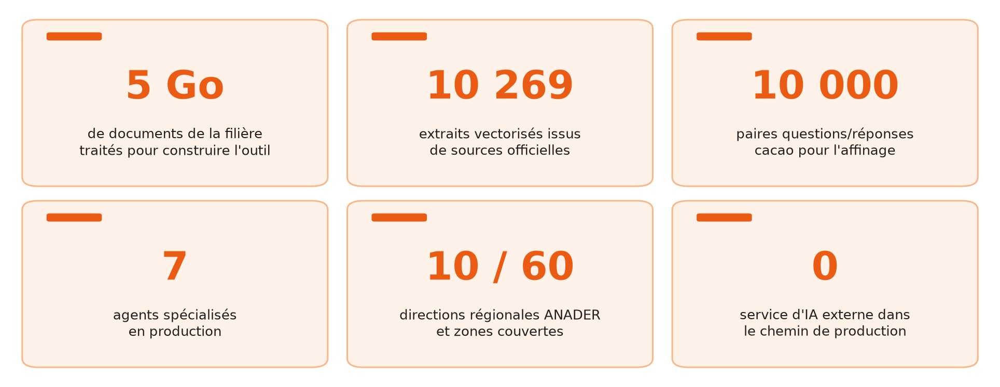 5 Go
de documents de la filière
traités pour construire l'outil
10 269
extraits vectorisés issus
de sources officielles
10 000
paires questions/réponses
cacao pour l'affinage
7
agents spécialisés
en production
10 / 60
directions régionales ANADER
et zones couvertes
0
service d'IA externe dans
le chemin de production